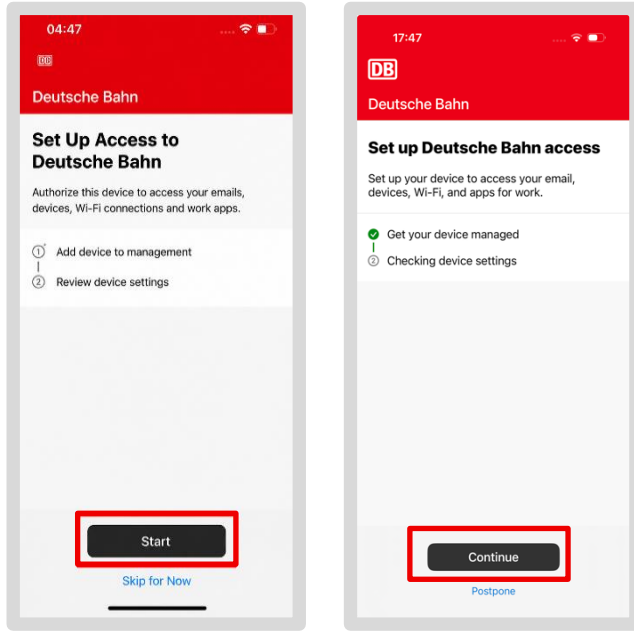 04:47
DB
Deutsche Bahn
Set Up Access to
Deutsche Bahn
Authorize this device to access your emails,
devices, Wi-Fi connections and work apps.
1 Add device to management
2 Review device settings
Start
Skip for Now
17:47
DB
Deutsche Bahn
Set up Deutsche Bahn access
Set up your device to access your email,
devices, Wi-Fi, and apps for work.
Get your device managed
2 Checking device settings
Continue
Postpone